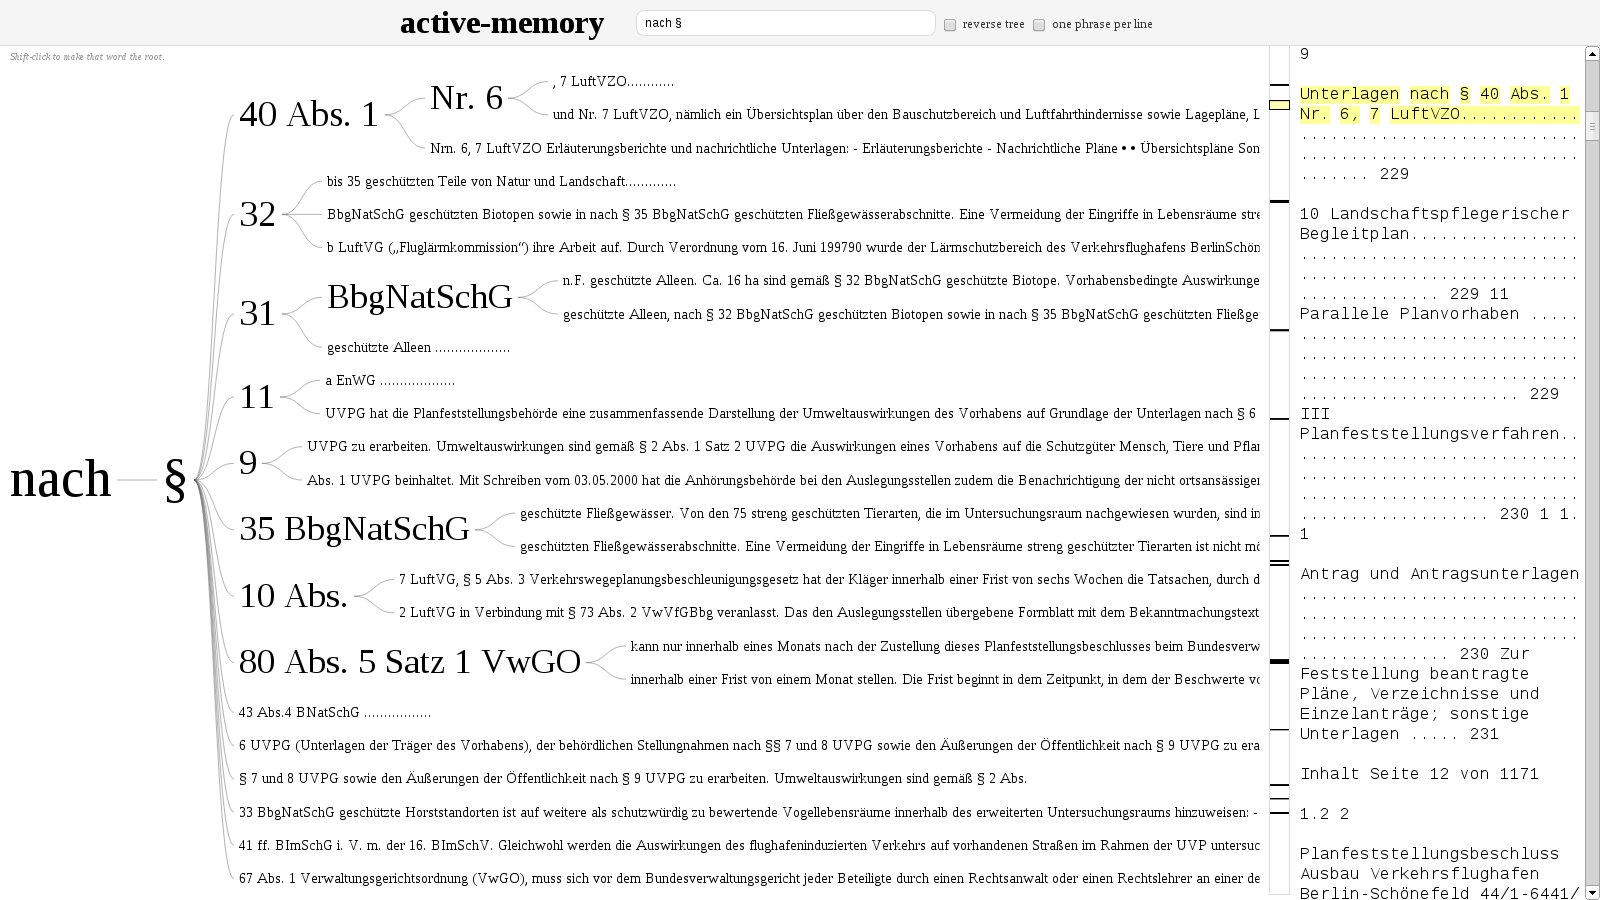 active-memory
nach §
reverse tree
one phrase per line
Shift-click to make that word the root.
nach
§
40 Abs. 1
Nr. 6
, 7 LuftVZO............
und Nr. 7 LuftVZO, nämlich ein Übersichtsplan über den Bauschutzbereich und Luftfahrthindernisse sowie Lagepläne, L
Nrn. 6, 7 LuftVZO Erläuterungsberichte und nachrichtliche Unterlagen: - Erläuterungsberichte - Nachrichtliche Pläne • • Übersichtspläne Son
32
bis 35 geschützten Teile von Natur und Landschaft.............
BbgNatSchG geschützten Biotopen sowie in nach § 35 BbgNatSchG geschützten Fließgewässerabschnitte. Eine Vermeidung der Eingriffe in Lebensräume stre
b LuftVG („Fluglärmkommission“) ihre Arbeit auf. Durch Verordnung vom 16. Juni 199790 wurde der Lärmschutzbereich des Verkehrsflughafens BerlinSchön
31
BbgNatSchG
n.F. geschützte Alleen. Ca. 16 ha sind gemäß § 32 BbgNatSchG geschützte Biotope. Vorhabensbedingte Auswirkunge
geschützte Alleen, nach § 32 BbgNatSchG geschützten Biotopen sowie in nach § 35 BbgNatSchG geschützten Fließge
geschützte Alleen ...................
11
a EnWG ...................
UVPG hat die Planfeststellungsbehörde eine zusammenfassende Darstellung der Umweltauswirkungen des Vorhabens auf Grundlage der Unterlagen nach § 6
9
UVPG zu erarbeiten. Umweltauswirkungen sind gemäß § 2 Abs. 1 Satz 2 UVPG die Auswirkungen eines Vorhabens auf die Schutzgüter Mensch, Tiere und Pflan
Abs. 1 UVPG beinhaltet. Mit Schreiben vom 03.05.2000 hat die Anhörungsbehörde bei den Auslegungsstellen zudem die Benachrichtigung der nicht ortsansässigen
35 BbgNatSchG
geschützte Fließgewässer. Von den 75 streng geschützten Tierarten, die im Untersuchungsraum nachgewiesen wurden, sind in
geschützten Fließgewässerabschnitte. Eine Vermeidung der Eingriffe in Lebensräume streng geschützter Tierarten ist nicht mö
10 Abs.
7 LuftVG, § 5 Abs. 3 Verkehrswegeplanungsbeschleunigungsgesetz hat der Kläger innerhalb einer Frist von sechs Wochen die Tatsachen, durch d
2 LuftVG in Verbindung mit § 73 Abs. 2 VwVfGBbg veranlasst. Das den Auslegungsstellen übergebene Formblatt mit dem Bekanntmachungstext
80 Abs. 5 Satz 1 VwGO
kann nur innerhalb eines Monats nach der Zustellung dieses Planfeststellungsbeschlusses beim Bundesverw
innerhalb einer Frist von einem Monat stellen. Die Frist beginnt in dem Zeitpunkt, in dem der Beschwerte vo
43 Abs.4 BNatSchG .................
6 UVPG (Unterlagen der Träger des Vorhabens), der behördlichen Stellungnahmen nach §§ 7 und 8 UVPG sowie den Äußerungen der Öffentlichkeit nach § 9 UVPG zu era
§ 7 und 8 UVPG sowie den Äußerungen der Öffentlichkeit nach § 9 UVPG zu erarbeiten. Umweltauswirkungen sind gemäß § 2 Abs.
33 BbgNatSchG geschützte Horststandorten ist auf weitere als schutzwürdig zu bewertende Vogellebensräume innerhalb des erweiterten Untersuchungsraums hinzuweisen: -
41 ff. BImSchG i. V. m. der 16. BImSchV. Gleichwohl werden die Auswirkungen des flughafeninduzierten Verkehrs auf vorhandenen Straßen im Rahmen der UVP untersuc
67 Abs. 1 Verwaltungsgerichtsordnung (VwGO), muss sich vor dem Bundesverwaltungsgericht jeder Beteiligte durch einen Rechtsanwalt oder einen Rechtslehrer an einer de
9
Unterlagen nach § 40 Abs. 1
Nr. 6, 7 LuftVZO............
............................
............................
....... 229
10 Landschaftspflegerischer
Begleitplan.................
............................
............................
............... 229 11
Parallele Planvorhaben .....
............................
............................
............................
...................... 229
III
Planfeststellungsverfahren..
............................
............................
............................
................... 230 1 1.
1
Antrag und Antragsunterlagen
............................
............................
............................
............... 230 Zur
Feststellung beantragte
Pläne, Verzeichnisse und
Einzelanträge; sonstige
Unterlagen ..... 231
Inhalt Seite 12 von 1171
1.2 2
Planfeststellungsbeschluss
Ausbau Verkehrsflughafen
Berlin-Schönefeld 44/1-6441/